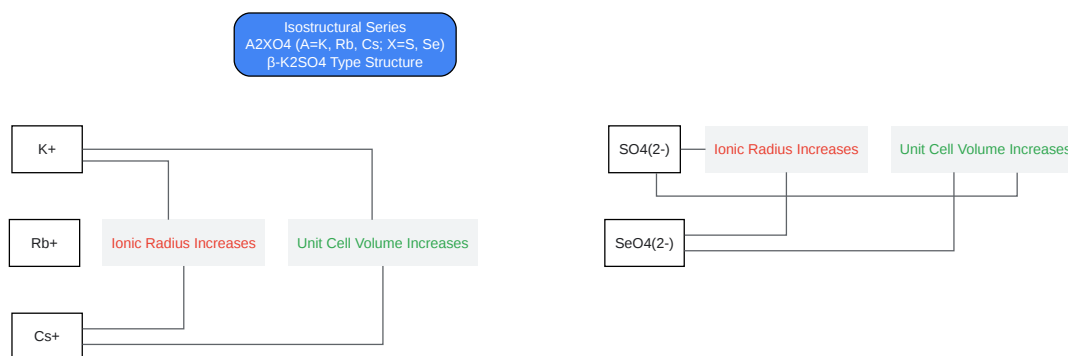 Isostructural Series
A2XO4 (A=K, Rb, Cs; X=S, Se)
β-K2SO4 Type Structure
K+
SO4(2-)
Ionic Radius Increases
Unit Cell Volume Increases
Rb+
Ionic Radius Increases
Unit Cell Volume Increases
SeO4(2-)
Cs+